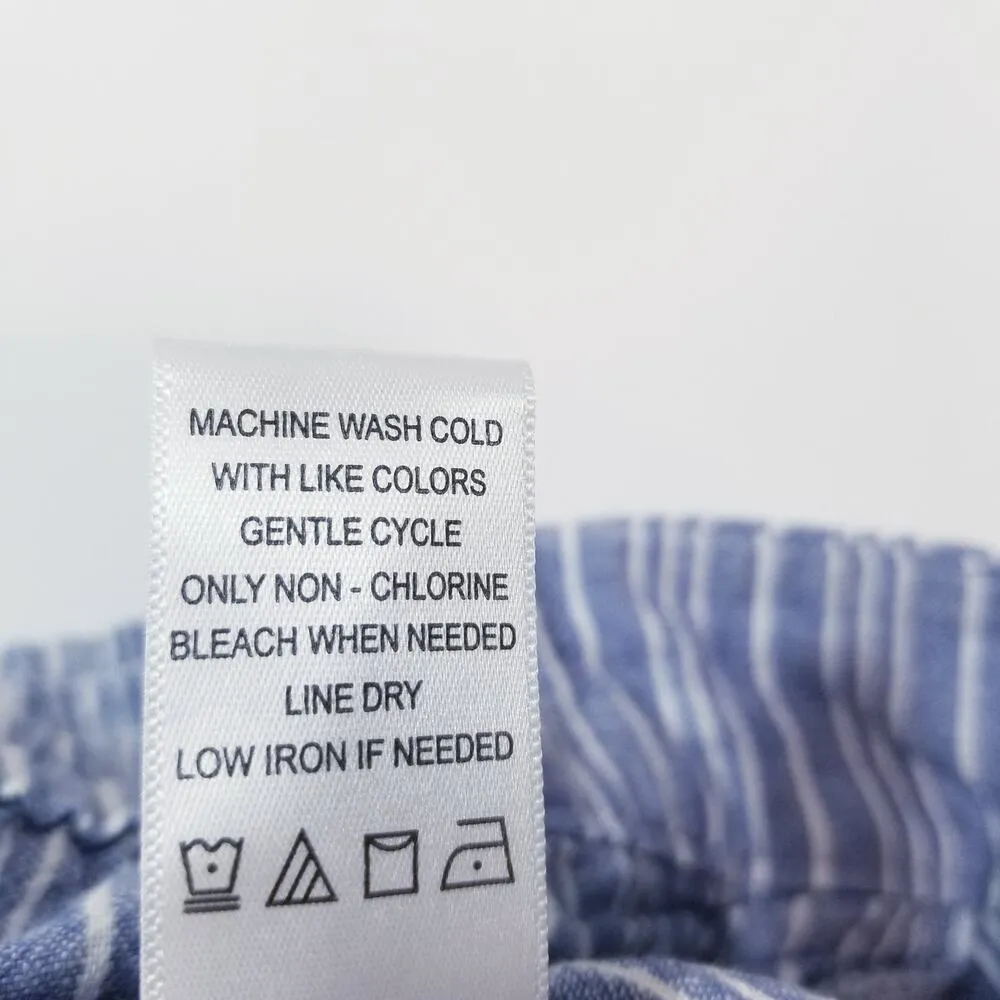 MACHINE WASH COLD
WITH LIKE COLORS
GENTLE CYCLE
ONLY NON - CHLORINE
BLEACH WHEN NEEDED
LINE DRY
LOW IRON IF NEEDED